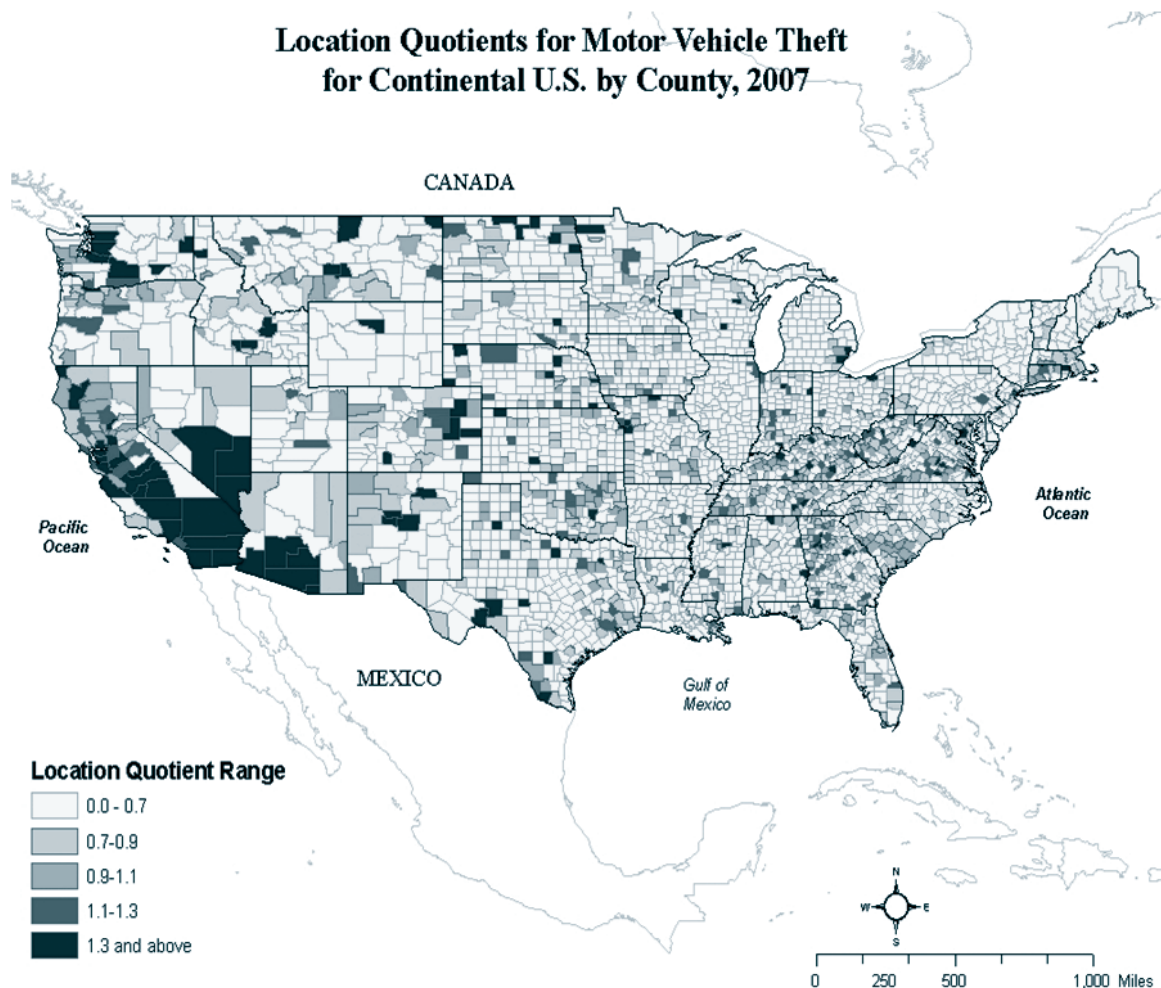 Location Quotients for Motor Vehicle Theft
for Continental U.S. by County, 2007
CANADA
Pacific
Ocean
Atlantic
Ocean
MEXICO
Gulf of
Mexico
Location Quotient Range
0.0 - 0.7
0.7-0.9
0.9-1.1
1.1-1.3
1.3 and above
N
W E
S
0 250 500 1,000 Miles